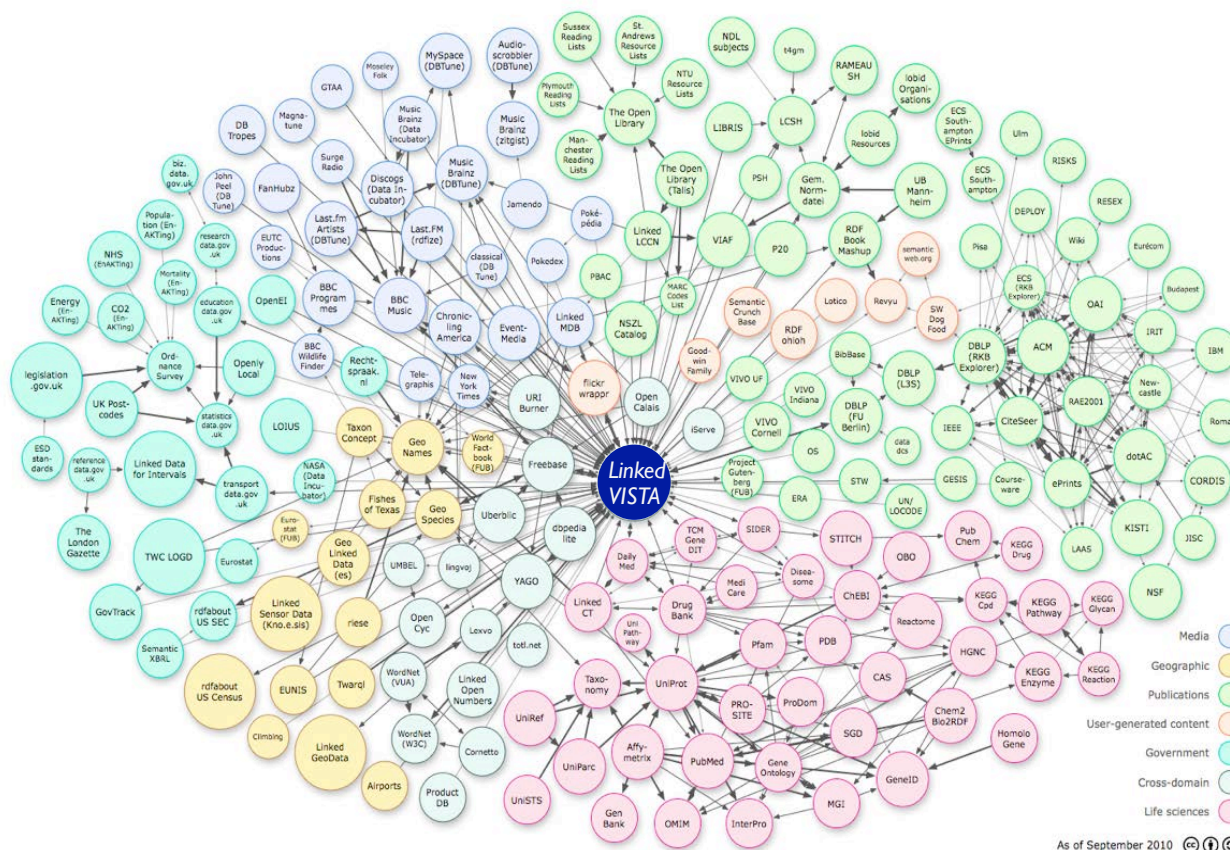 Sussex
Reading
Lists
St.
Andrews
Resource
Lists
NDL
subjects
t4gm
RAMEAU
SH
lobid
Organ-
isations
Plymouth
Reading
Lists
NTU
Resource
Lists
The Open
Library
Man-
chester
Reading
Lists
LIBRIS
LCSH
lobid
Resources
ECS
South-
ampton
EPrints
Ulm
RISKS
MySpace
(DBTune)
Audio-
scrobbler
(DBTune)
Moseley
Folk
GTAA
Magna-
tune
DB
Tropes
Music
Brainz
(Data
Incubator)
Music
Brainz
(zitgist)
Surge
Radio
Discogs
(Data In-
cubator)
Music
Brainz
(DBTune)
biz.
data.
gov.uk
John
Peel
(DB
Tune)
FanHubz
Last.fm
Artists
(DBTune)
Last.FM
(rdfize)
Jamendo
Poké-
pédia
The Open
Library
(Talis)
PSH
Gem.
Norm-
datei
UB
Mann-
heim
ECS
South-
ampton
DEPLOY
RESEX
Popula-
tion (En-
AKTing)
research
data.gov
.uk
EUTC
Produc-
tions
classical
(DB
Tune)
Pokedex
Linked
LCCN
VIAF
P20
RDF
Book
Mashup
semantic
web.org
Pisa
Wiki
Eurécom
NHS
(EnAKTing)
Mortality
(En-
AKTing)
BBC
Program-
mes
BBC
Music
PBAC
MARC
Codes
List
ECS
(RKB
Explorer)
Budapest
Energy
(En-
AKTing)
CO2
(En-
AKTing)
education
data.gov
.uk
OpenEI
Chronic-
ling
America
Event-
Media
Linked
MDB
NSZL
Catalog
Semantic
Crunch
Base
Lotico
Revyu
SW
Dog
Food
OAI
RDF
ohloh
IRIT
IBM
BBC
Wildlife
Finder
Recht-
spraak.
nl
Good-
win
Family
BibBase
DBLP
(RKB
Explorer)
ACM
legislation
.gov.uk
Ord-
nance
Survey
Openly
Local
Tele-
graphis
New
York
Times
URI
Burner
flickr
wrappr
Open
Calais
VIVO UF
VIVO
Indiana
DBLP
(L3S)
New-
castle
UK Post-
codes
statistics
data.gov
.uk
LOIUS
Taxon
Concept
Geo
Names
World
Fact-
book
(FUB)
iServe
VIVO
Cornell
DBLP
(FU
Berlin)
data
dcs
IEEE
CiteSeer
RAE2001
Roma
ESD
stan-
dards
reference
data.gov
.uk
Linked Data
for Intervals
transport
data.gov
.uk
NASA
(Data
Incu-
bator)
Freebase
Linked
VISTA
OS
Project
Guten-
berg
(FUB)
STW
GESIS
Course-
ware
ePrints
dotAC
CORDIS
Fishes
of Texas
Geo
Species
Uberblic
dbpedia
lite
ERA
UN/
LOCODE
KISTI
LAAS
JISC
NSF
The
London
Gazette
TWC LOGD
Eurostat
Euro-
stat
(FUB)
Geo
Linked
Data
(es)
UMBEL
lingvoj
YAGO
Daily
Med
TCM
Gene
DIT
SIDER
STITCH
OBO
Pub
Chem
KEGG
Drug
GovTrack
rdfabout
US SEC
Linked
Sensor Data
(Kno.e.sis)
riese
Open
Cyc
Lexvo
totl.net
Linked
CT
Medi
Care
Disea-
some
Drug
Bank
ChEBI
KEGG
Cpd
KEGG
Pathway
KEGG
Glycan
Semantic
XBRL
Uni
Path-
way
Pfam
PDB
Reactome
HGNC
KEGG
Enzyme
KEGG
Reaction
rdfabout
US Census
EUNIS
Twarql
WordNet
(VUA)
Linked
Open
Numbers
Taxo-
nomy
UniProt
PRO-
SITE
ProDom
CAS
Chem2
Bio2RDF
Homolo
Gene
Climbing
Linked
GeoData
WordNet
(W3C)
Cornetto
UniRef
UniParc
Affy-
metrix
PubMed
Gene
Ontology
SGD
GeneID
Airports
Product
DB
UniSTS
Gen
Bank
OMIM
InterPro
MGI
Media
Geographic
Publications
User-generated content
Government
Cross-domain
Life sciences
As of September 2010